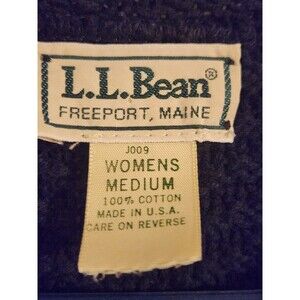 L.L.Bean®
FREEPORT, MAINE
J009
WOMENS
MEDIUM
100% COTTON
MADE IN U.S.A.
CARE ON REVERSE